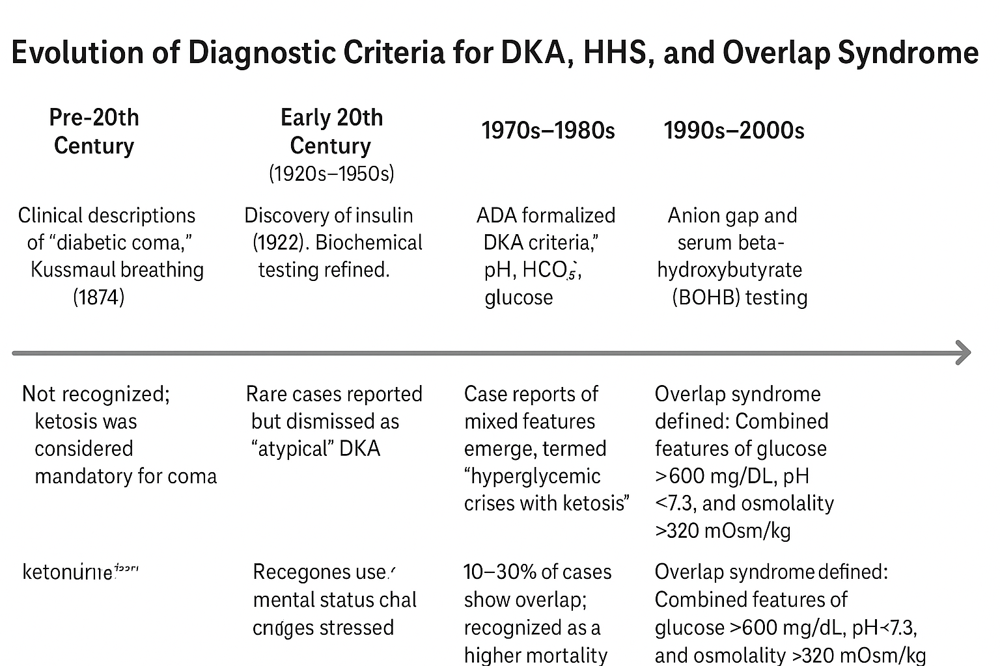 Evolution of Diagnostic Criteria for DKA, HHS, and Overlap Syndrome
Pre-20th
Century
Early 20th
Century
(1920s–1950s)
1970s–1980s
1990s–2000s
Clinical descriptions
of “diabetic coma,”
Kussmaul breathing
(1874)
Discovery of insulin
(1922). Biochemical
testing refined.
ADA formalized
DKA criteria,”
pH,
glucose
Anion gap and
serum beta-
hydroxybutyrate
(BOHB) testing
Not recognized;
ketosis was
considered
mandatory for coma
Rare cases reported
but dismissed as
“atypical” DKA
Case reports of
mixed features
emerge, termed
“hyperglycemic
crises with ketosis”
Overlap syndrome
defined: Combined
features of glucose
>600 mg/DL, pH
<7.3, and osmolality
>320 mOsm/kg
Recegones use
mental status chal
stressed
10–30% of cases
show overlap;
recognized as a
higher mortality
Overlap syndrome defined:
Combined features of
glucose >600 mg/dL, pH<7.3,
and osmolality >320 mOsm/kg